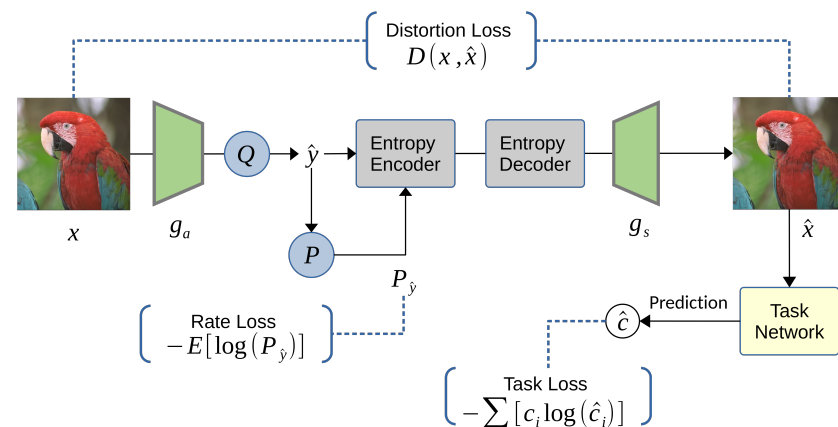 Distortion Loss
D(x, x̂)
Q
ŷ
Entropy
Encoder
Entropy
Decoder
x
g_a
g_s
x̂
P
P_ŷ
Rate Loss
−E[log(P_ŷ)]
Prediction
ĉ
Task
Network
Task Loss
−∑[c_i log(ĉ_i)]